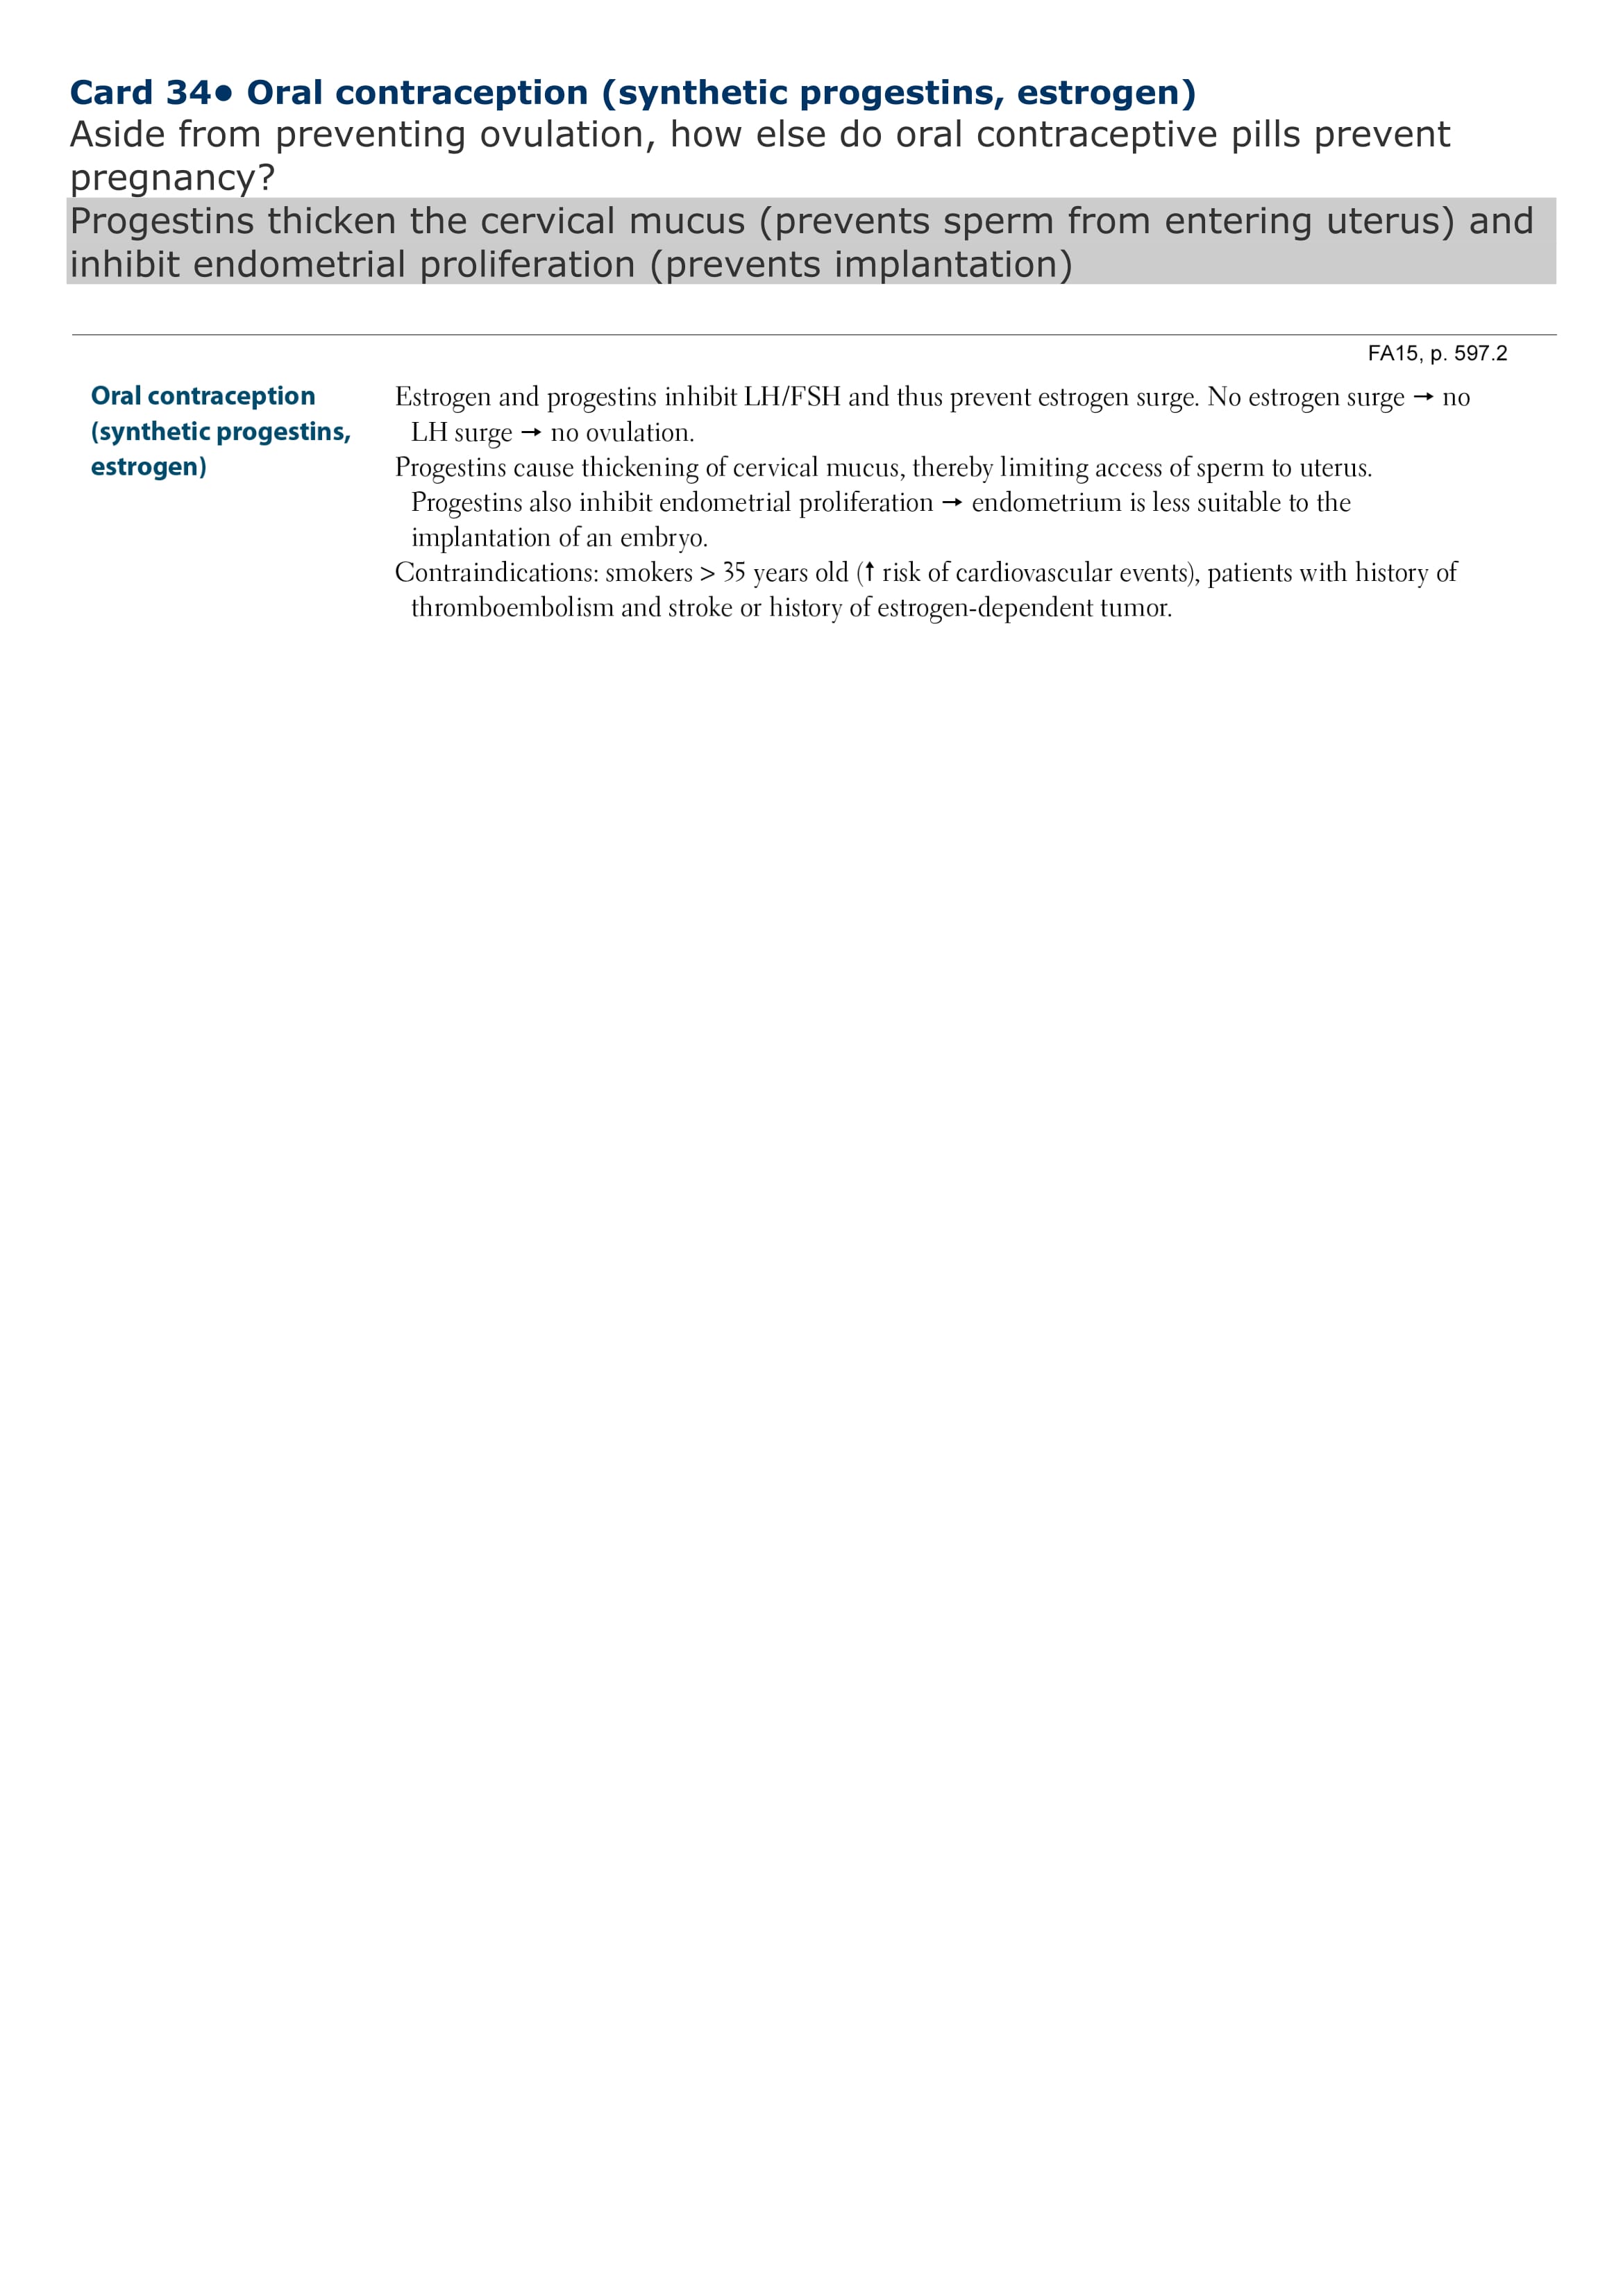 Card 34● Oral contraception (synthetic progestins, estrogen)
Aside from preventing ovulation, how else do oral contraceptive pills prevent
pregnancy?
Progestins thicken the cervical mucus (prevents sperm from entering uterus) and
inhibit endometrial proliferation (prevents implantation)
FA15, p. 597.2
Oral contraception
(synthetic progestins,
estrogen)
Estrogen and progestins inhibit LH/FSH and thus prevent estrogen surge. No estrogen surge → no
LH surge → no ovulation.
Progestins cause thickening of cervical mucus, thereby limiting access of sperm to uterus.
Progestins also inhibit endometrial proliferation → endometrium is less suitable to the
implantation of an embryo.
Contraindications: smokers > 35 years old (↑ risk of cardiovascular events), patients with history of
thromboembolism and stroke or history of estrogen-dependent tumor.